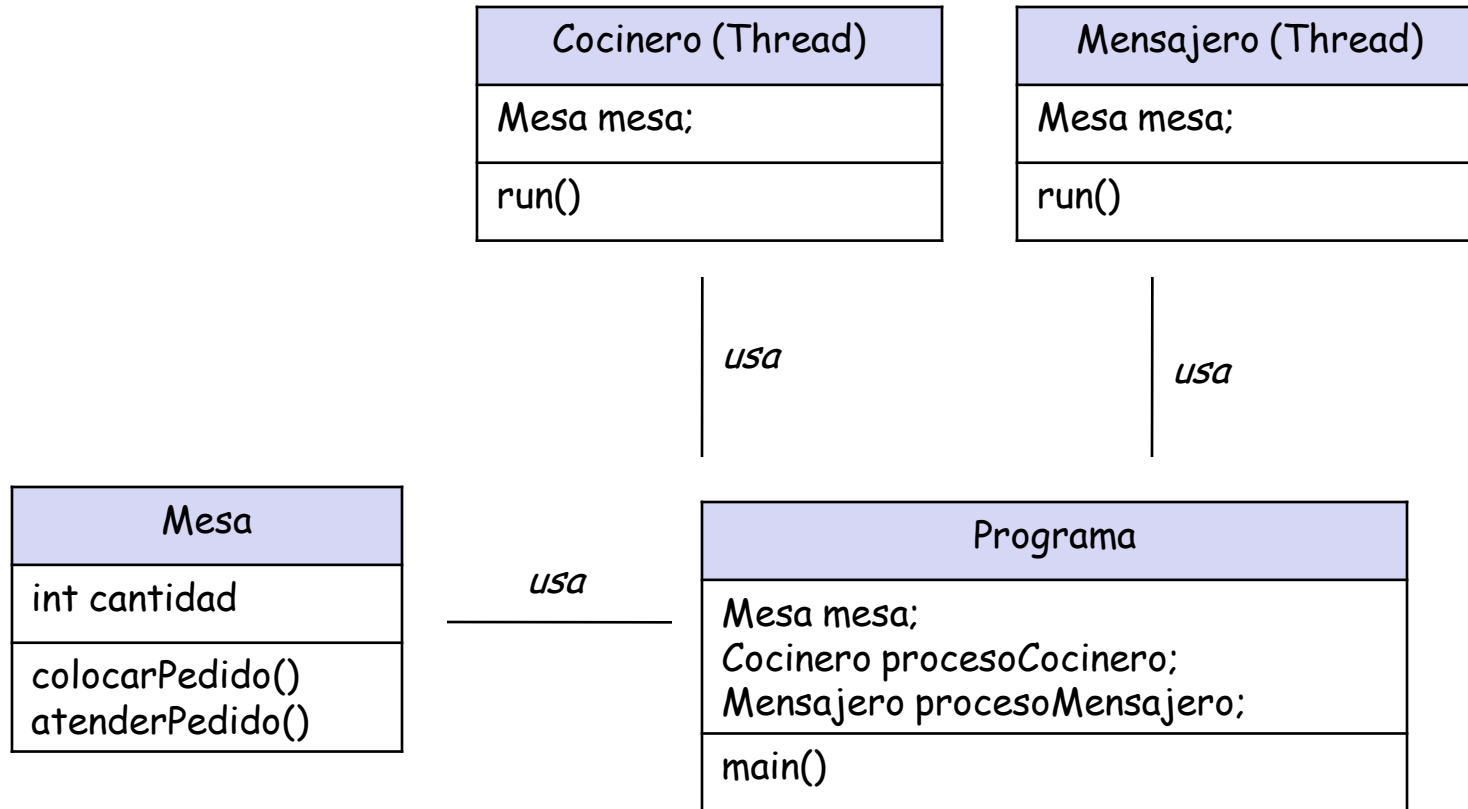 Cocinero (Thread)
Mesa mesa;
run()
Mensajero (Thread)
Mesa mesa;
run()
usa
usa
Mesa
int cantidad
colocarPedido()
atenderPedido()
usa
Programa
Mesa mesa;
Cocinero procesoCocinero;
Mensajero procesoMensajero;
main()